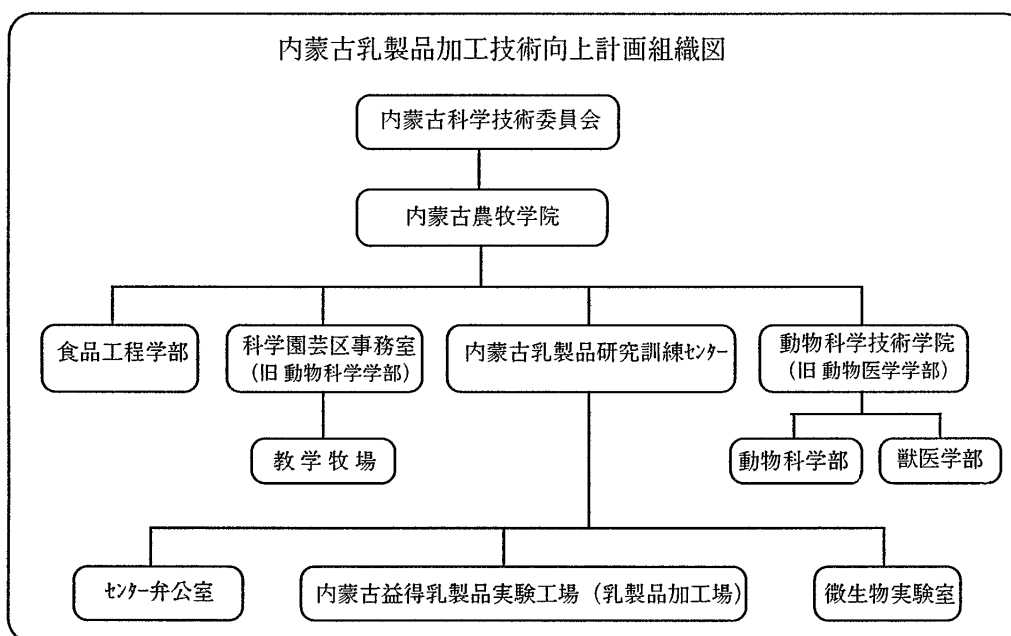 内蒙古乳製品加工技術向上計画組織図
内蒙古科学技術委員会
内蒙古農牧学院
食品工程学部
科学園芸区事務室
(旧 動物科学学部)
内蒙古乳製品研究訓練ｾﾝﾀｰ
動物科学技術学院
(旧 動物医学学部)
教学牧場
動物科学部
獣医学部
ｾﾝﾀｰ弁公室
内蒙古益得乳製品実験工場（乳製品加工場）
微生物実験室